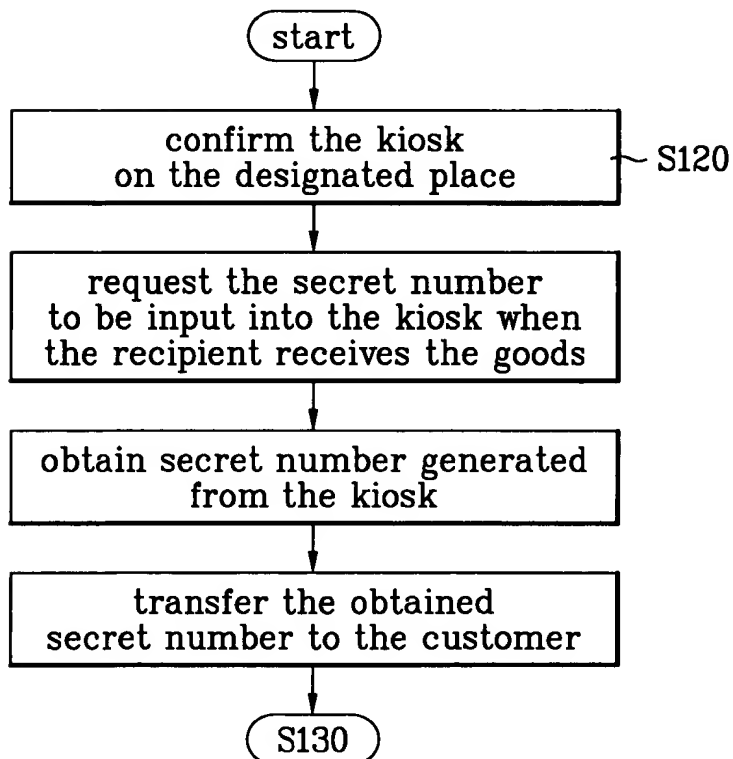 start
confirm the kiosk
on the designated place
S120
request the secret number
to be input into the kiosk when
the recipient receives the goods
obtain secret number generated
from the kiosk
transfer the obtained
secret number to the customer
S130